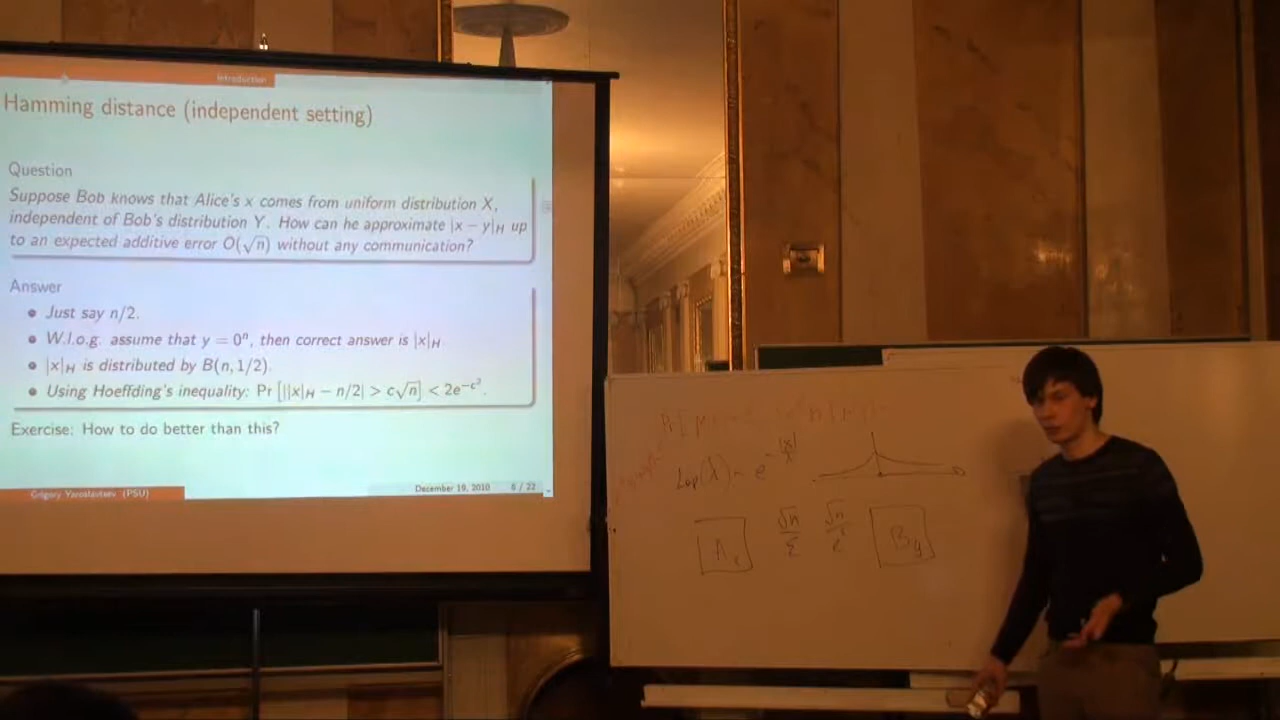 Introduction
Hamming distance (independent setting)
Question
Suppose Bob knows that Alice's x comes from uniform distribution X,
independent of Bob's distribution Y. How can he approximate |x − y|_H up
to an expected additive error O(√n) without any communication?
Answer
● Just say n/2.
● W.l.o.g. assume that y = 0^n, then correct answer is |x|_H
● |x|_H is distributed by B(n, 1/2).
● Using Hoeffding's inequality: Pr [||x|_H − n/2| > c√n] < 2e^{−c²}.
Exercise: How to do better than this?
Grigory Yaroslavtsev (PSU)
December 19, 2010
6 / 22
Lap(λ) ~ e^{−|x|/λ}
√n/ε